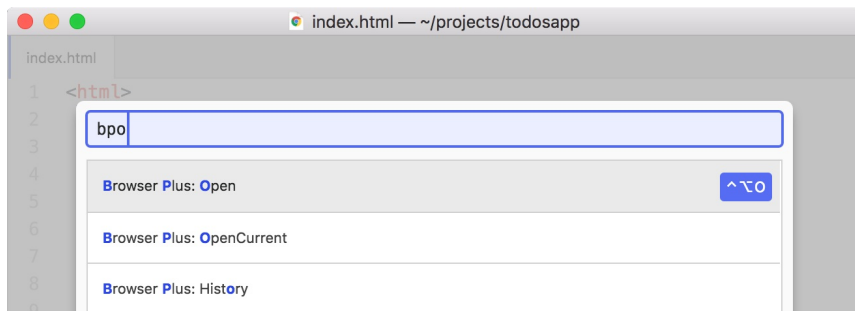 index.html — ~/projects/todosapp
index.html
1 <html>
2
bpo
3
4
Browser Plus: Open ^⌥O
5
6
Browser Plus: OpenCurrent
7
8
Browser Plus: History